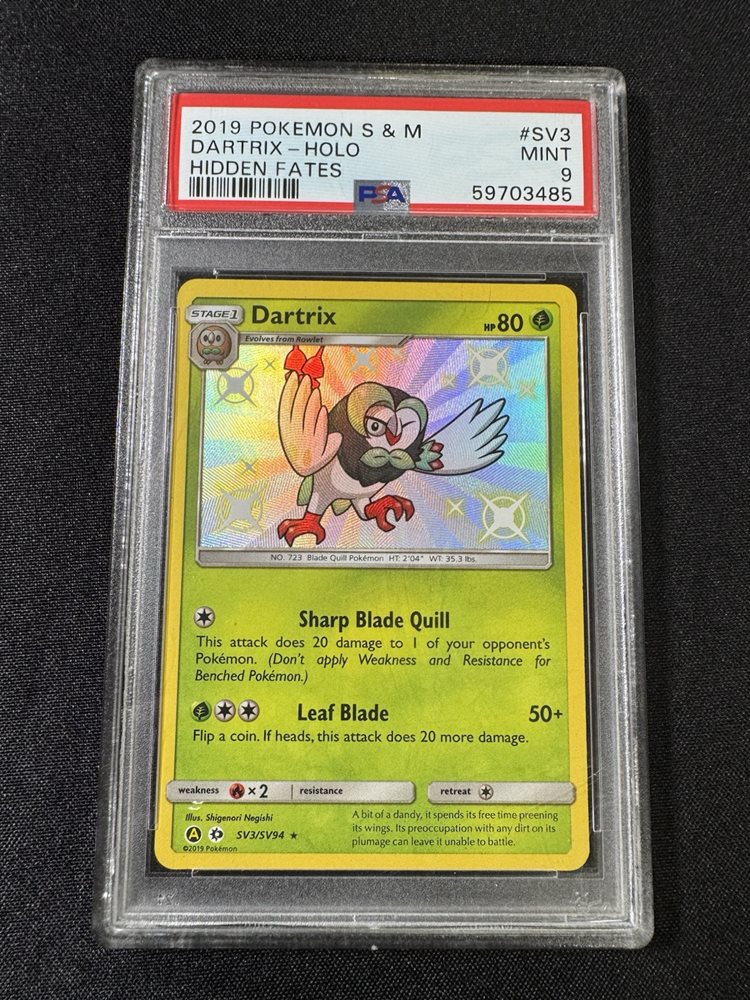 2019 POKEMON S & M #SV3
DARTRIX - HOLO MINT
HIDDEN FATES 9
PSA 59703485
STAGE 1 Dartrix HP 80
Evolves from Rowlet
NO. 723 Blade Quill Pokémon HT: 2'04" WT: 35.3 lbs.
Sharp Blade Quill
This attack does 20 damage to 1 of your opponent's
Pokémon. (Don't apply Weakness and Resistance for
Benched Pokémon.)
Leaf Blade 50+
Flip a coin. If heads, this attack does 20 more damage.
weakness ×2 resistance retreat
Illus. Shigenori Negishi
A SV3/SV94 ★
©2019 Pokémon
A bit of a dandy, it spends its free time preening
its wings. Its preoccupation with any dirt on its
plumage can leave it unable to battle.